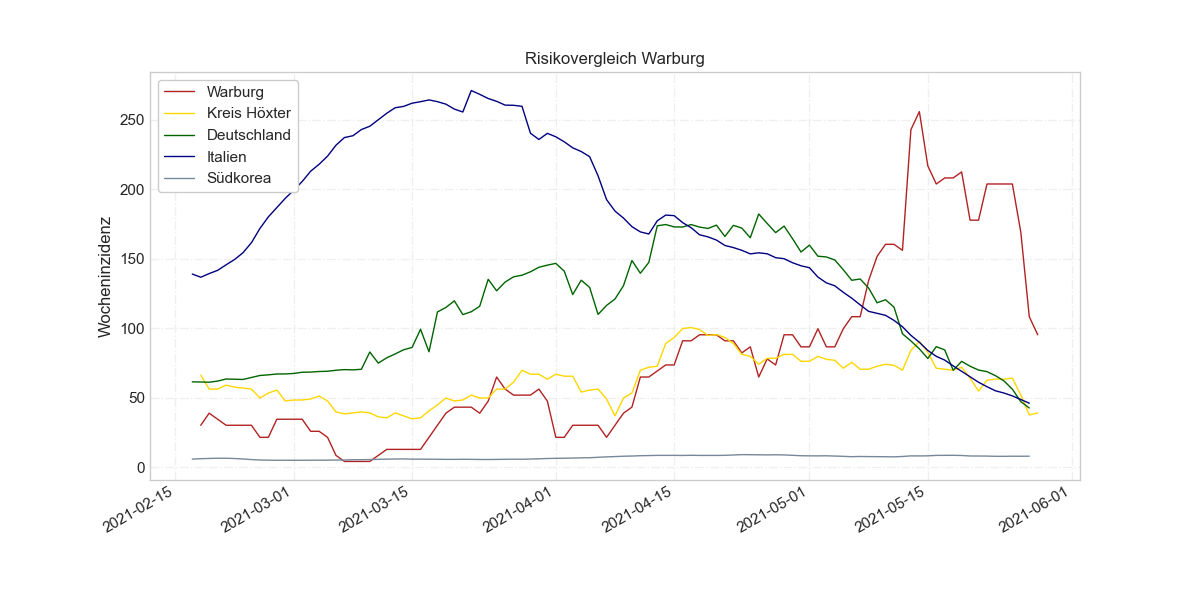 Risikovergleich Warburg
Warburg
Kreis Höxter
Deutschland
Italien
Südkorea
Wocheninzidenz
250
200
150
100
50
0
2021-02-15
2021-03-01
2021-03-15
2021-04-01
2021-04-15
2021-05-01
2021-05-15
2021-06-01